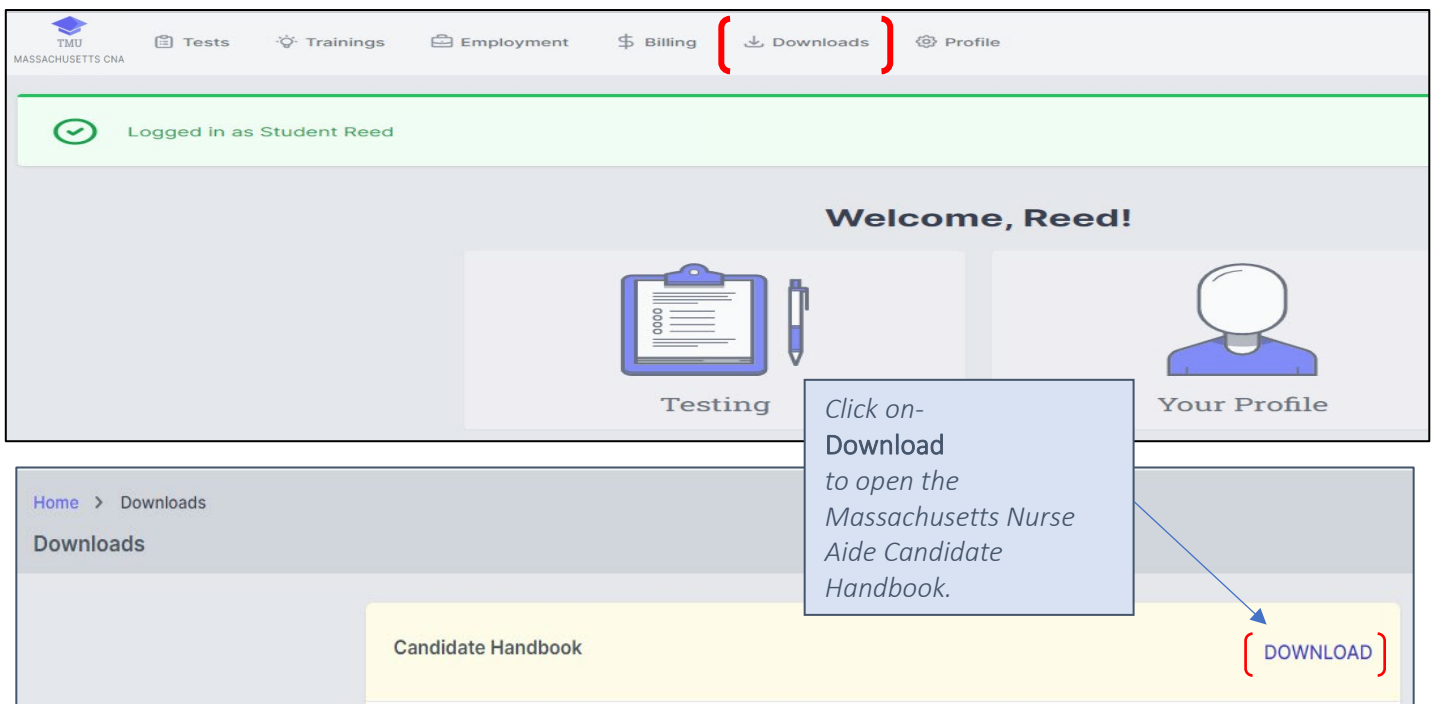 TMU
MASSACHUSETTS CNA
Tests
Trainings
Employment
Billing
Downloads
Profile
Logged in as Student Reed
Welcome, Reed!
Testing
Your Profile
Click on-
Download
to open the
Massachusetts Nurse
Aide Candidate
Handbook.
Home > Downloads
Downloads
Candidate Handbook
DOWNLOAD